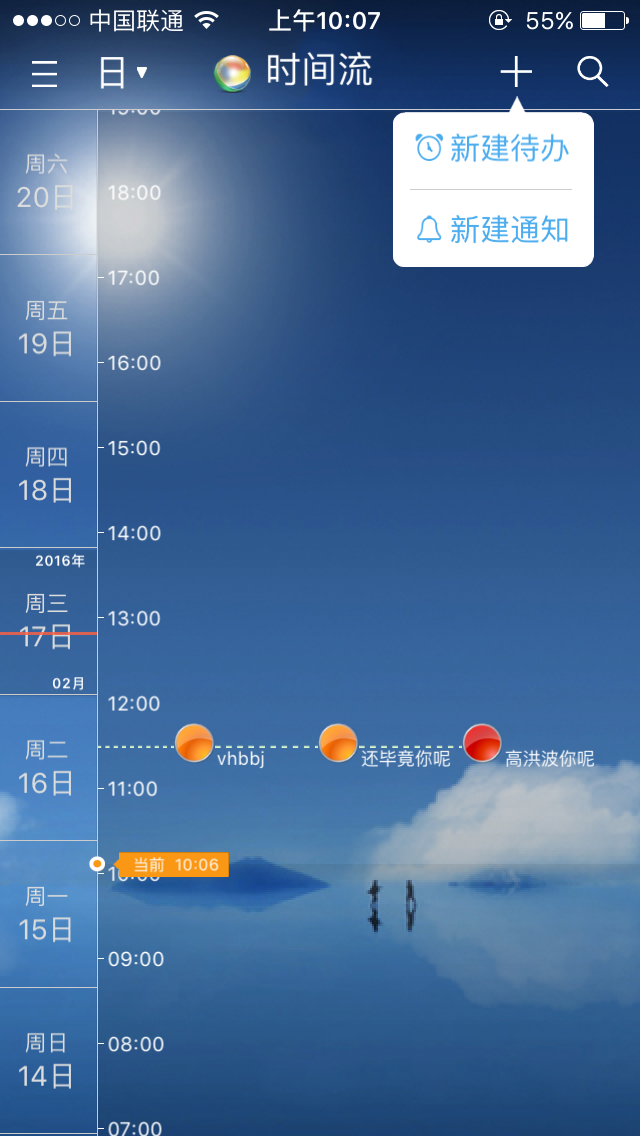 中国联通 上午10:07 55%
日 时间流
19:00
新建待办
周六
20日
18:00
新建通知
17:00
周五
19日
16:00
15:00
周四
18日
14:00
2016年
周三
13:00
17日
02月
12:00
周二
vhbbj 还毕竟你呢 高洪波你呢
16日
11:00
当前 10:06
10:00
周一
15日
09:00
周日
08:00
14日
07:00